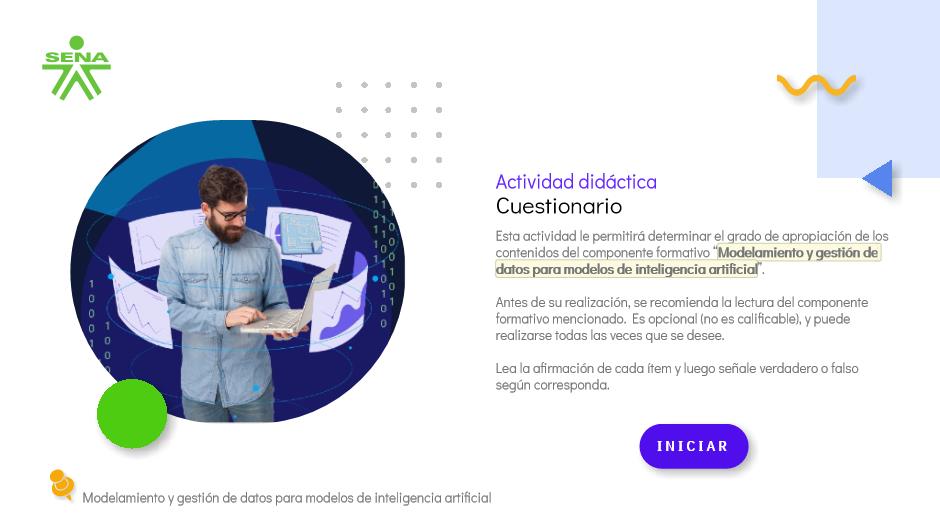 SENA
Actividad didáctica
Cuestionario
Esta actividad le permitirá determinar el grado de apropiación de los
contenidos del componente formativo “Modelamiento y gestión de
datos para modelos de inteligencia artificial”.
Antes de su realización, se recomienda la lectura del componente
formativo mencionado. Es opcional (no es calificable), y puede
realizarse todas las veces que se desee.
Lea la afirmación de cada ítem y luego señale verdadero o falso
según corresponda.
INICIAR
Modelamiento y gestión de datos para modelos de inteligencia artificial